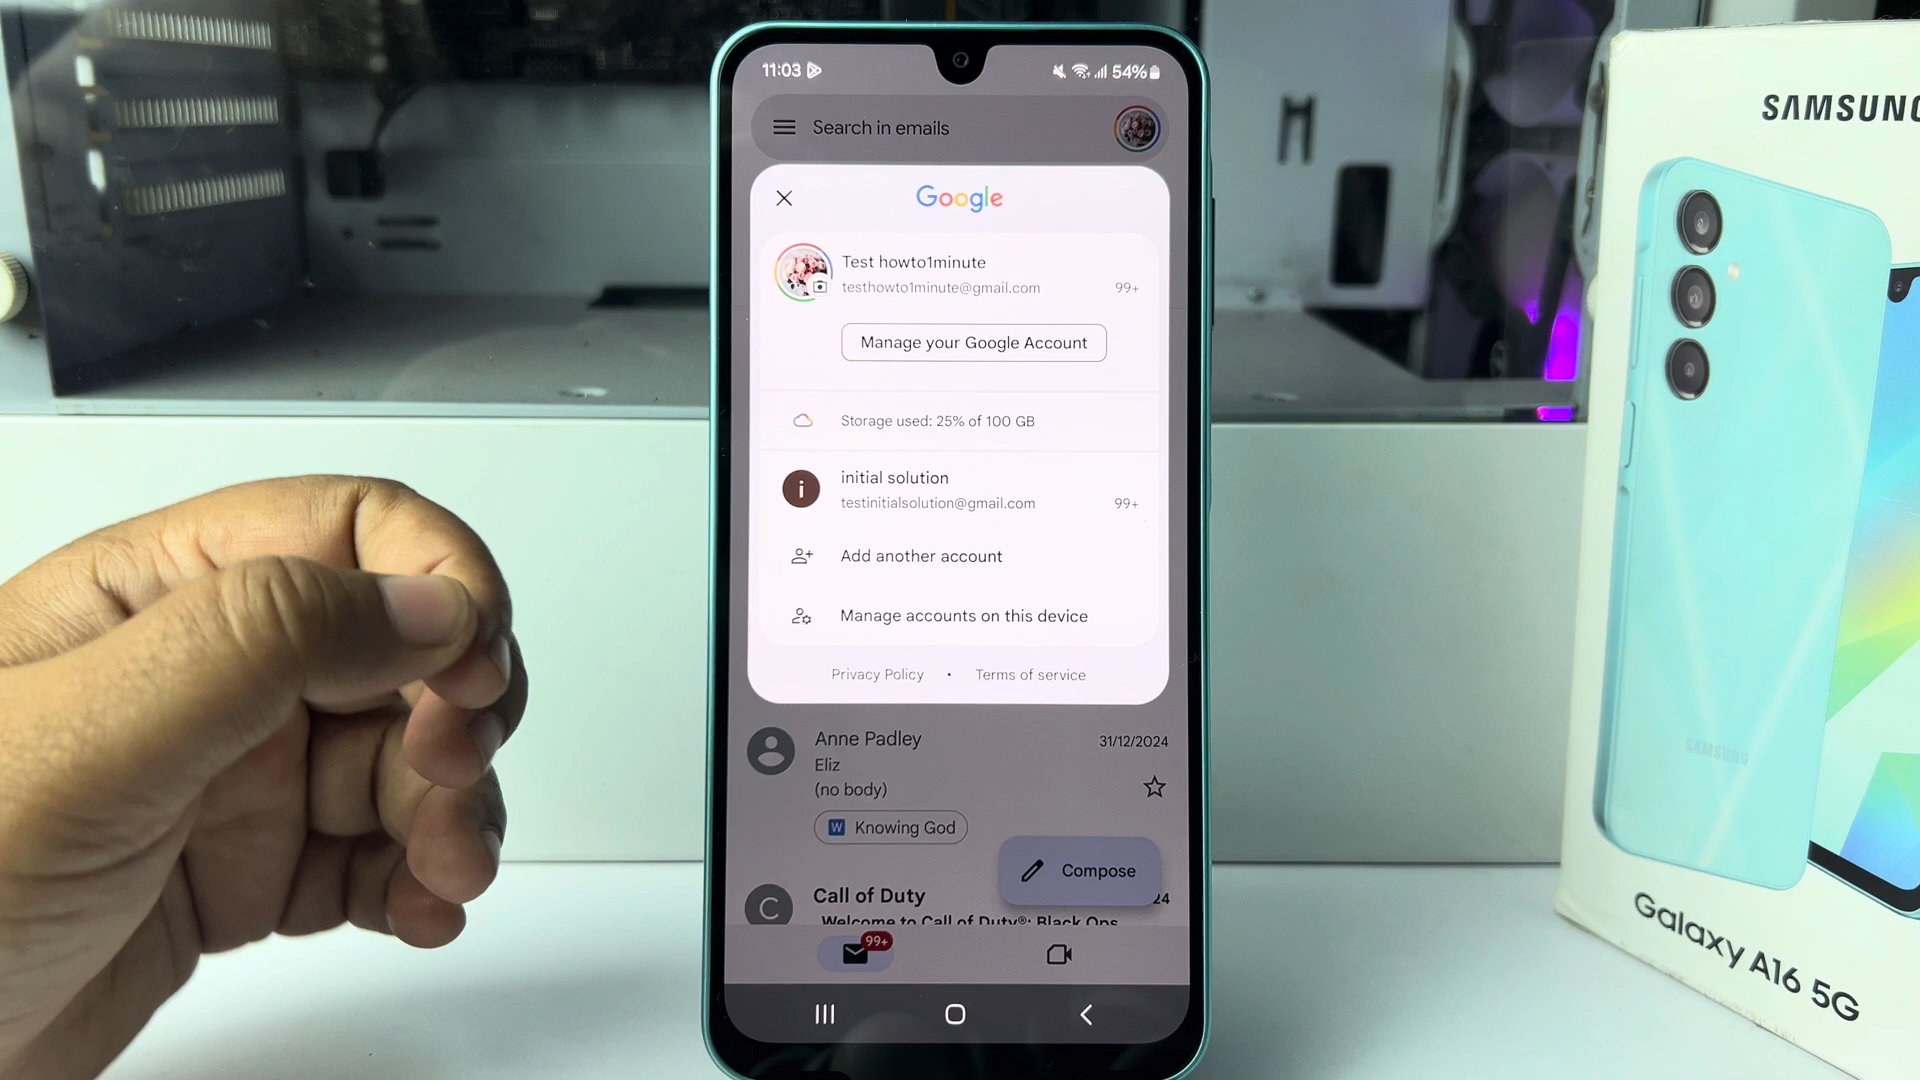 11:03
54%
Search in emails
Google
Test howto1minute
testhowto1minute@gmail.com 99+
Manage your Google Account
Storage used: 25% of 100 GB
i
initial solution
testinitialsolution@gmail.com 99+
Add another account
Manage accounts on this device
Privacy Policy • Terms of service
Anne Padley 31/12/2024
Eliz
(no body)
W Knowing God
Compose
C
Call of Duty 24
Welcome to Call of Duty®: Black Ops
99+
SAMSUNG
SAMSUNG
Galaxy A16 5G